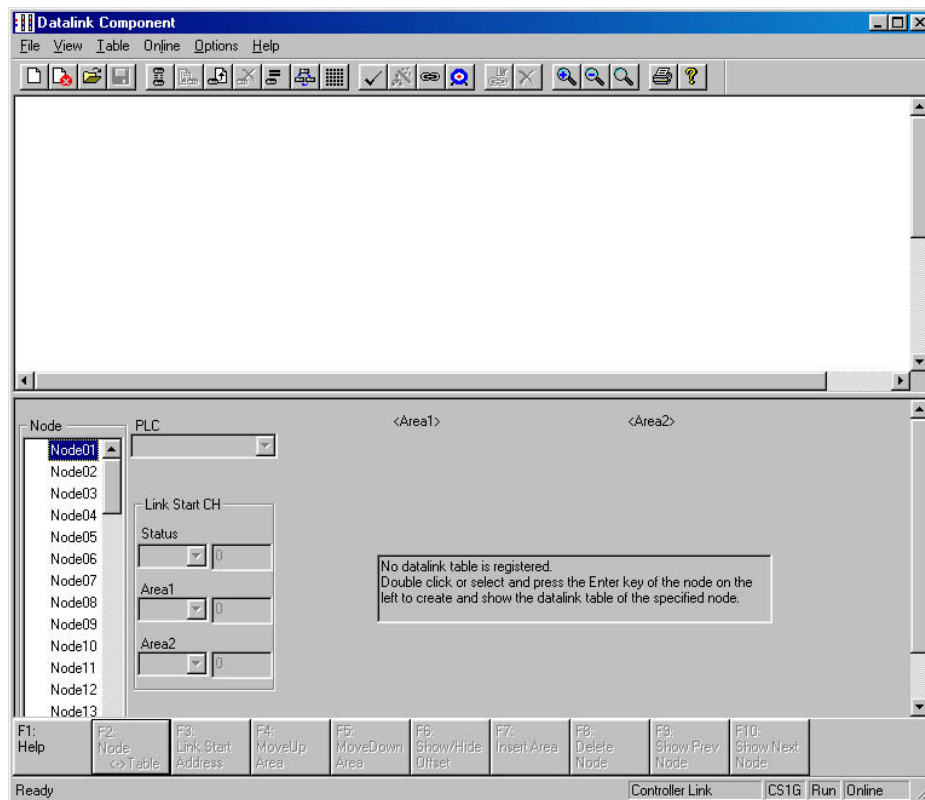 Datalink Component
File View Table Online Options Help
<Area1> <Area2>
Node PLC
Node01
Node02
Node03
Node04
Node05
Node06
Node07
Node08
Node09
Node10
Node11
Node12
Node13
Link Start CH
Status
0
Area1
0
Area2
0
No datalink table is registered.
Double click or select and press the Enter key of the node on the
left to create and show the datalink table of the specified node.
F1:
Help
F2:
Node
<->Table
F3:
Link Start
Address
F4:
MoveUp
Area
F5:
MoveDown
Area
F6:
Show/Hide
Offset
F7:
Insert Area
F8:
Delete
Node
F9:
Show Prev
Node
F10:
Show Next
Node
Ready Controller Link CS1G Run Online